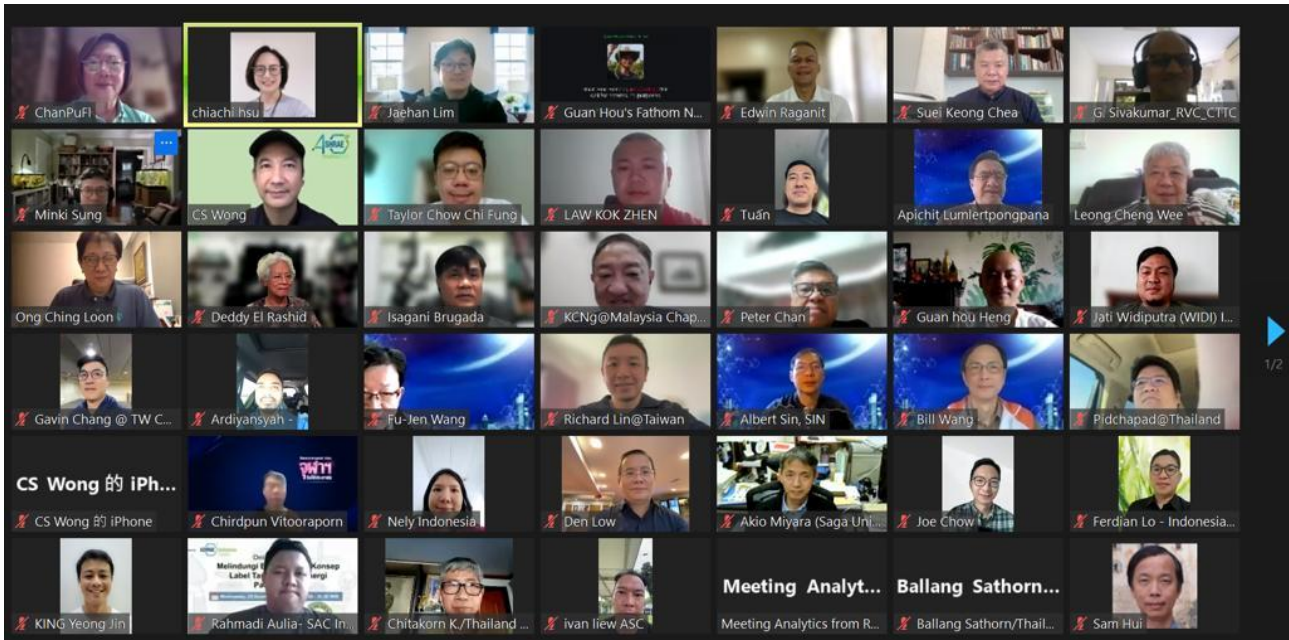 ChanPuFl
chiachi hsu
Jaehan Lim
Guan Hou's Fathom N...
Edwin Raganit
Suei Keong Chea
G. Sivakumar_RVC_CTTC
Minki Sung
ASHRAE
CS Wong
Taylor Chow Chi Fung
LAW KOK ZHEN
Tuấn
Apichit Lumlertpongpana
Leong Cheng Wee
Ong Ching Loon
Deddy El Rashid
Isagani Brugada
KCNg@Malaysia Chap...
Peter Chan
Guan hou Heng
Jati Widiputra (WIDI) I...
1/2
Gavin Chang @ TW C...
Ardiyansyah -
Fu-Jen Wang
Richard Lin@Taiwan
Albert Sin, SIN
Bill Wang
Pidchapad@Thailand
CS Wong 的 iPh...
CS Wong 的 iPhone
จุฬาฯ
Chirdpun Vitooraporn
Nely Indonesia
Den Low
Akio Miyara (Saga Uni...
Joe Chow
Ferdian Lo - Indonesia...
KING Yeong Jin
Melindungi
Konsep
Label
Rahmadi Aulia- SAC In...
Chitakorn K./Thailand ...
ivan liew ASC
Meeting Analyt...
Meeting Analytics from R...
Ballang Sathorn...
Ballang Sathorn/Thail...
Sam Hui